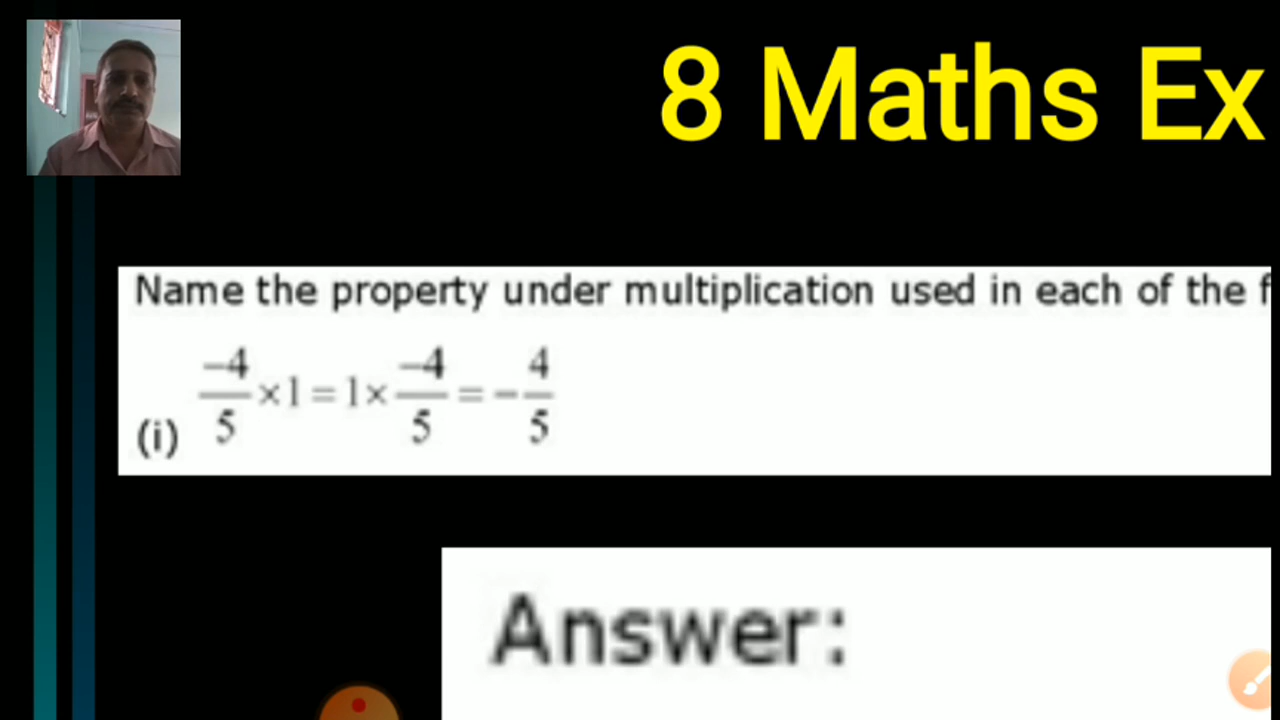 8 Maths Ex
Name the property under multiplication used in each of the f
(i) −4/5 × 1 = 1 × −4/5 = − 4/5
Answer: